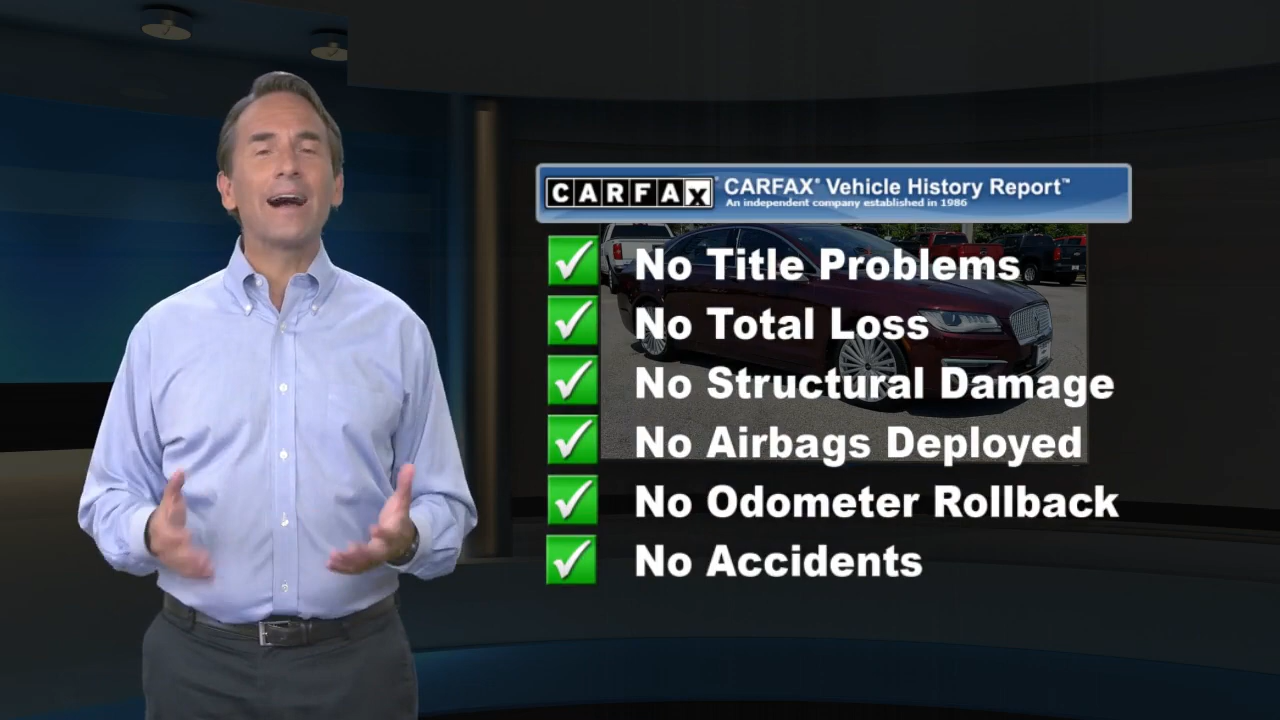 CARFAX
CARFAX® Vehicle History Report™
An independent company established in 1986
No Title Problems
No Total Loss
No Structural Damage
No Airbags Deployed
No Odometer Rollback
No Accidents